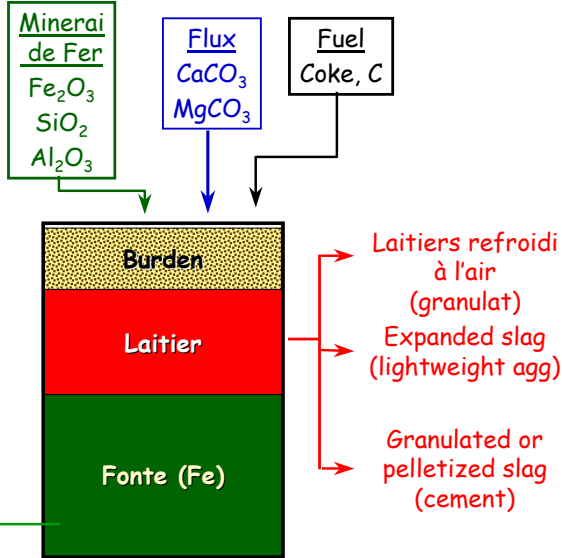 Minerai
de Fer
Fe₂O₃
SiO₂
Al₂O₃
Flux
CaCO₃
MgCO₃
Fuel
Coke, C
Burden
Laitier
Fonte (Fe)
Laitiers refroidi
à l'air
(granulat)
Expanded slag
(lightweight agg)
Granulated or
pelletized slag
(cement)